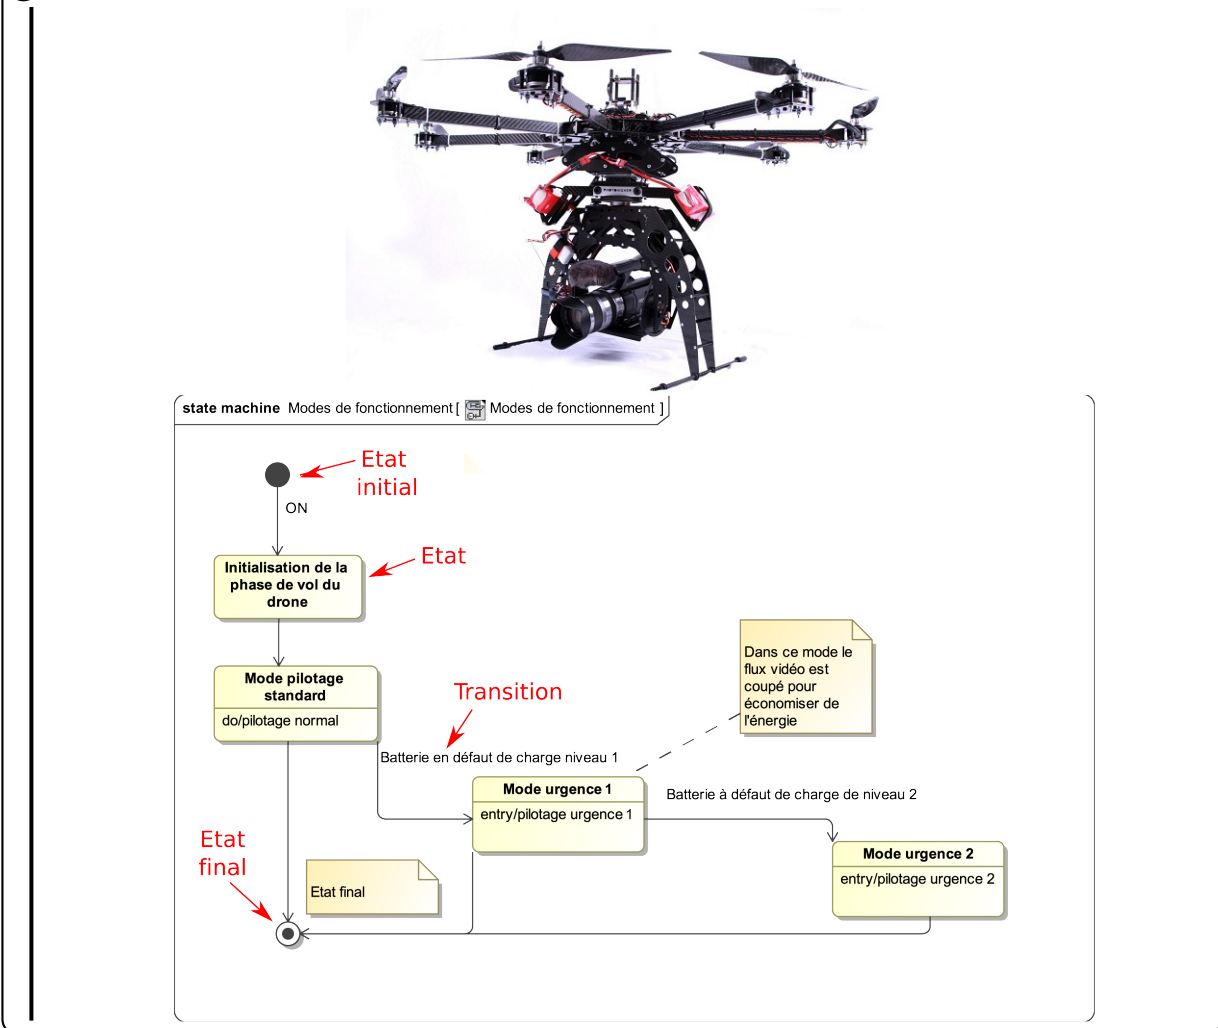 state machine Modes de fonctionnement [ Modes de fonctionnement ]
Etat
initial
ON
Initialisation de la
phase de vol du
drone
Etat
Mode pilotage
standard
do/pilotage normal
Transition
Dans ce mode le
flux vidéo est
coupé pour
économiser de
l'énergie
Batterie en défaut de charge niveau 1
Mode urgence 1
entry/pilotage urgence 1
Batterie à défaut de charge de niveau 2
Mode urgence 2
entry/pilotage urgence 2
Etat
final
Etat final